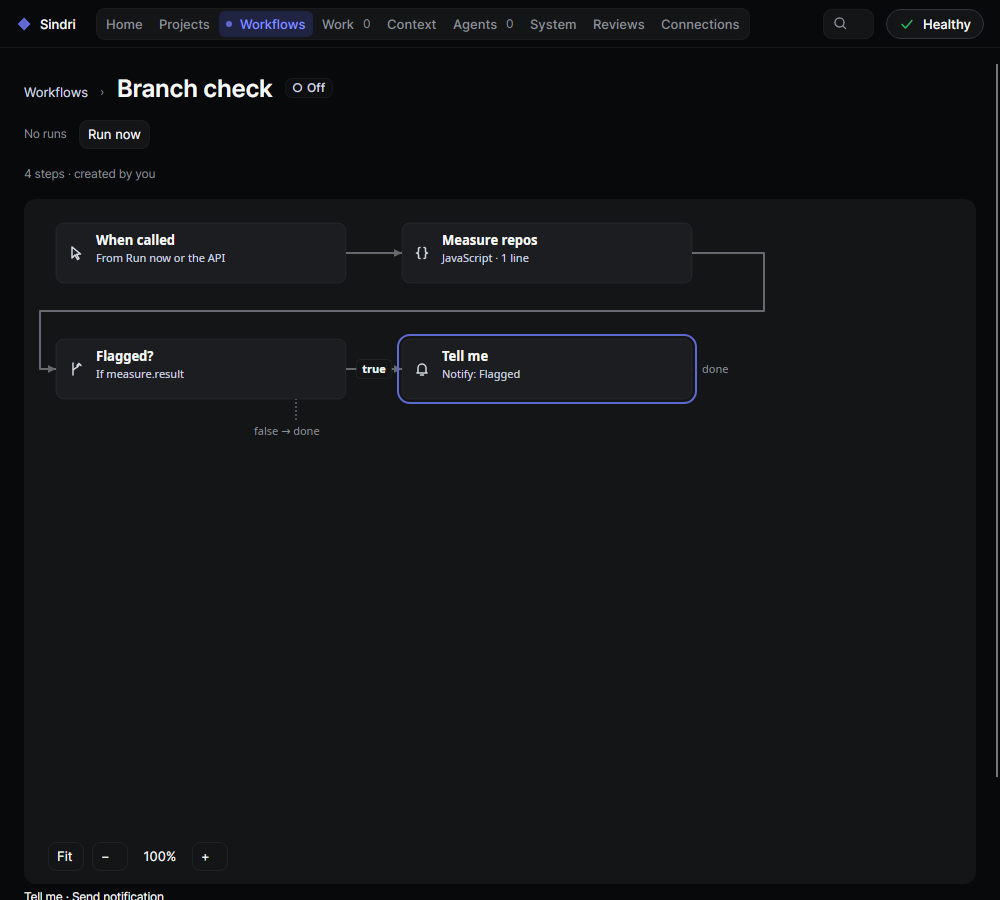 Sindri Home Projects Workflows Work 0 Context Agents 0 System Reviews Connections Healthy
Workflows › Branch check Off
No runs Run now
4 steps · created by you
When called
From Run now or the API
Measure repos
JavaScript · 1 line
Flagged?
If measure.result
true
Tell me
Notify: Flagged
done
false → done
Fit − 100% +
Tell me · Send notification